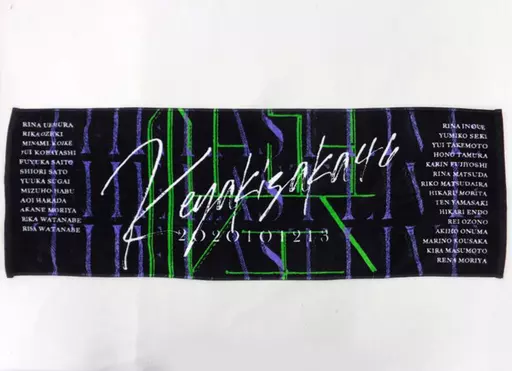 RINA UEMURA
RIKA OZEKI
MINAMI KOIKE
YUI KOBAYASHI
FUYUKA SAITO
SHIORI SATO
YUUKA SUGAI
MIZUHO HABU
AOI HARADA
AKANE MORIYA
RIKA WATANABE
RISA WATANABE
Keyakizaka46
2020101213
RINA INOUE
YUMIKO SEKI
YUI TAKEMOTO
HONO TAMURA
KARIN FUJIYOSHI
RINA MATSUDA
RIKO MATSUDAIRA
HIKARU MORITA
TEN YAMASAKI
HIKARI ENDO
REI OZONO
AKIHO ONUMA
MARINO KOUSAKA
KIRA MASUMOTO
RENA MORIYA